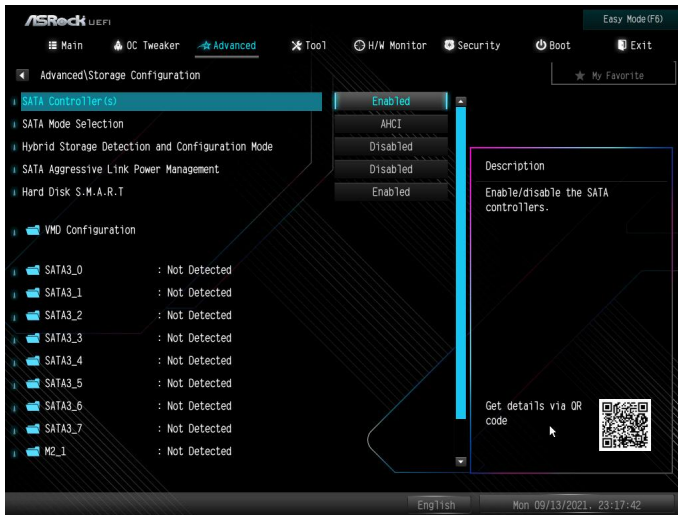 ASRock UEFI
Easy Mode(F6)
Main OC Tweaker Advanced Tool H/W Monitor Security Boot Exit
Advanced\Storage Configuration
My Favorite
SATA Controller(s) Enabled
SATA Mode Selection AHCI
Hybrid Storage Detection and Configuration Mode Disabled
SATA Aggressive Link Power Management Disabled
Hard Disk S.M.A.R.T Enabled
VMD Configuration
SATA3_0 : Not Detected
SATA3_1 : Not Detected
SATA3_2 : Not Detected
SATA3_3 : Not Detected
SATA3_4 : Not Detected
SATA3_5 : Not Detected
SATA3_6 : Not Detected
SATA3_7 : Not Detected
M2_1 : Not Detected
Description
Enable/disable the SATA
controllers.
Get details via QR
code
English
Mon 09/13/2021. 23:17:42